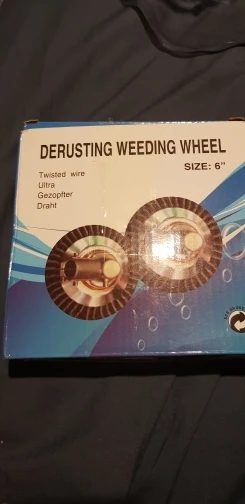 DERUSTING WEEDING WHEEL
SIZE: 6"
Twisted wire
Ultra
Gezopfter
Draht